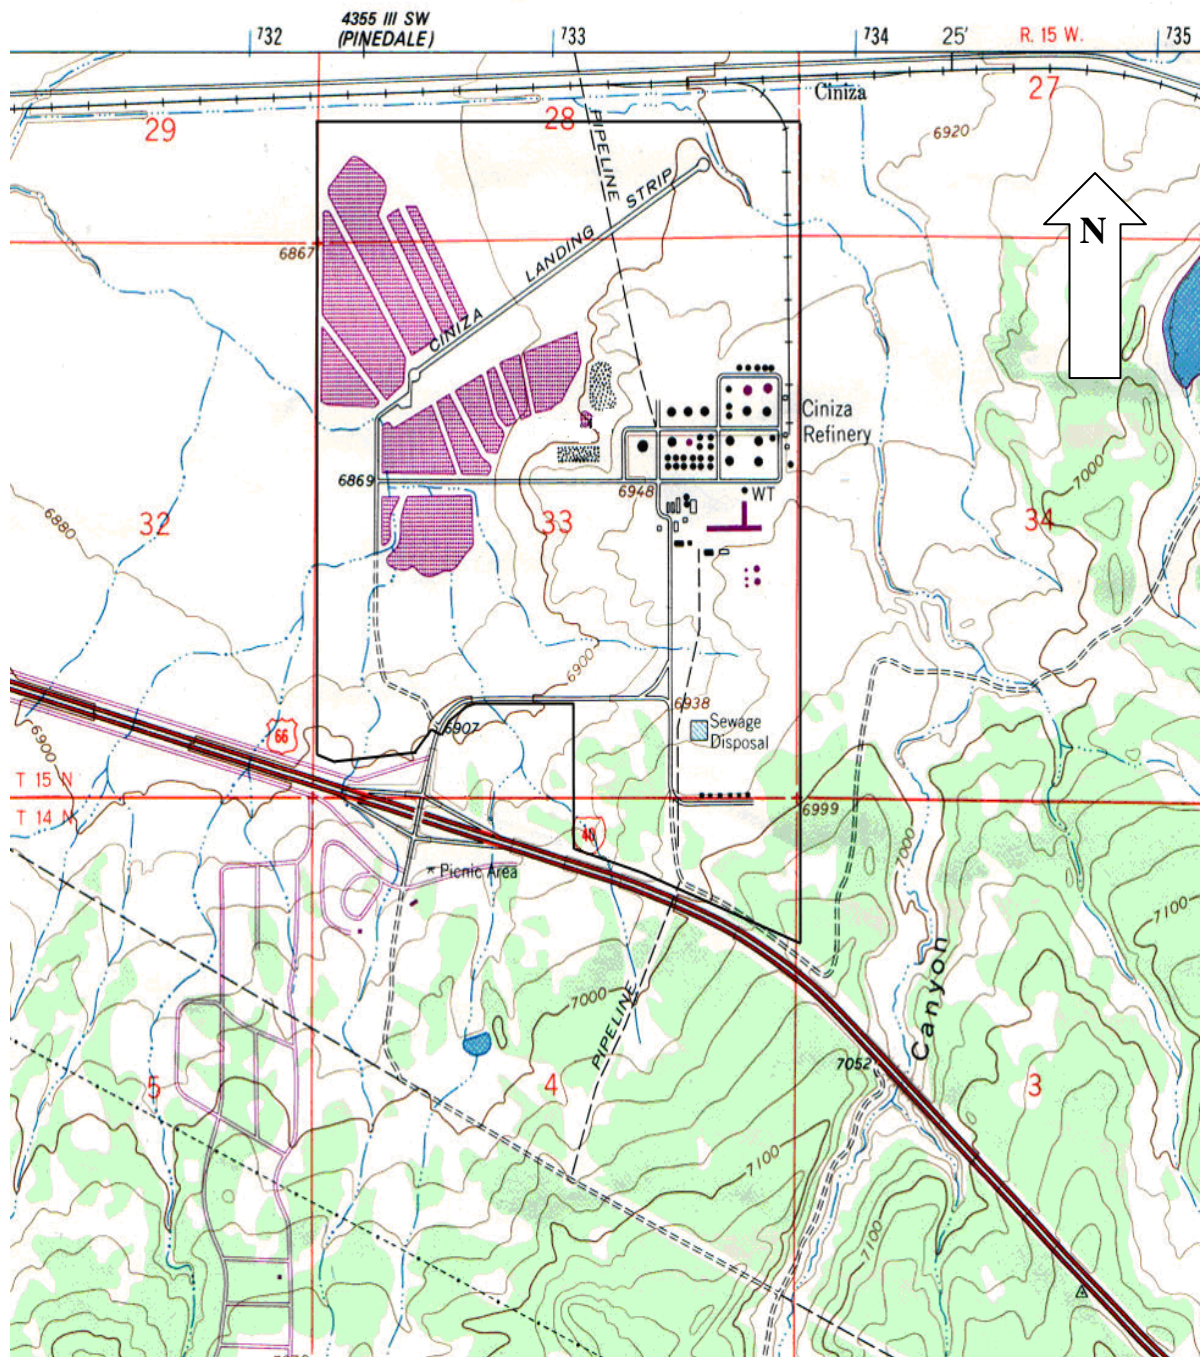 4355 III SW
(PINEDALE)
732
733
734
25'
R. 15 W.
735
Ciniza
27
29
28
6920
PIPELINE
N
6867
CINIZA LANDING STRIP
Ciniza
Refinery
7000
6869
6948
WT
6880
32
33
34
6900
6938
6907
Sewage
Disposal
66
6900
T 15 N
T 14 N
6999
40
7000
Picnic Area
7100
7000
PIPELINE
Canyon
7052
5
4
3
7100
7100